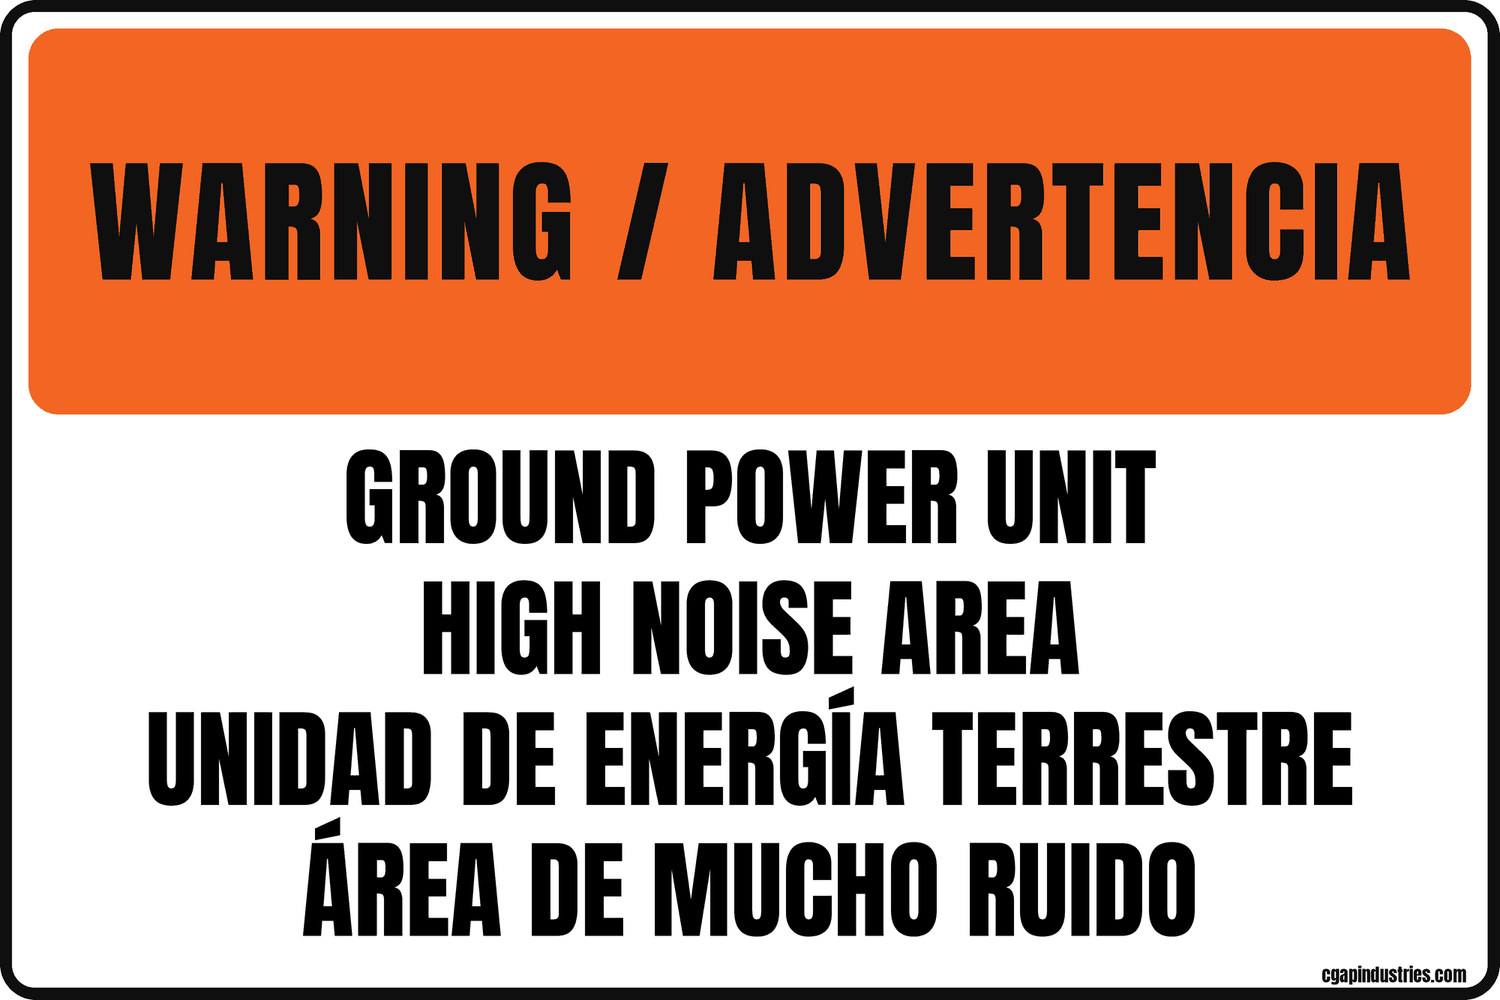 WARNING / ADVERTENCIA
GROUND POWER UNIT
HIGH NOISE AREA
UNIDAD DE ENERGÍA TERRESTRE
ÁREA DE MUCHO RUIDO
cgapindustries.com